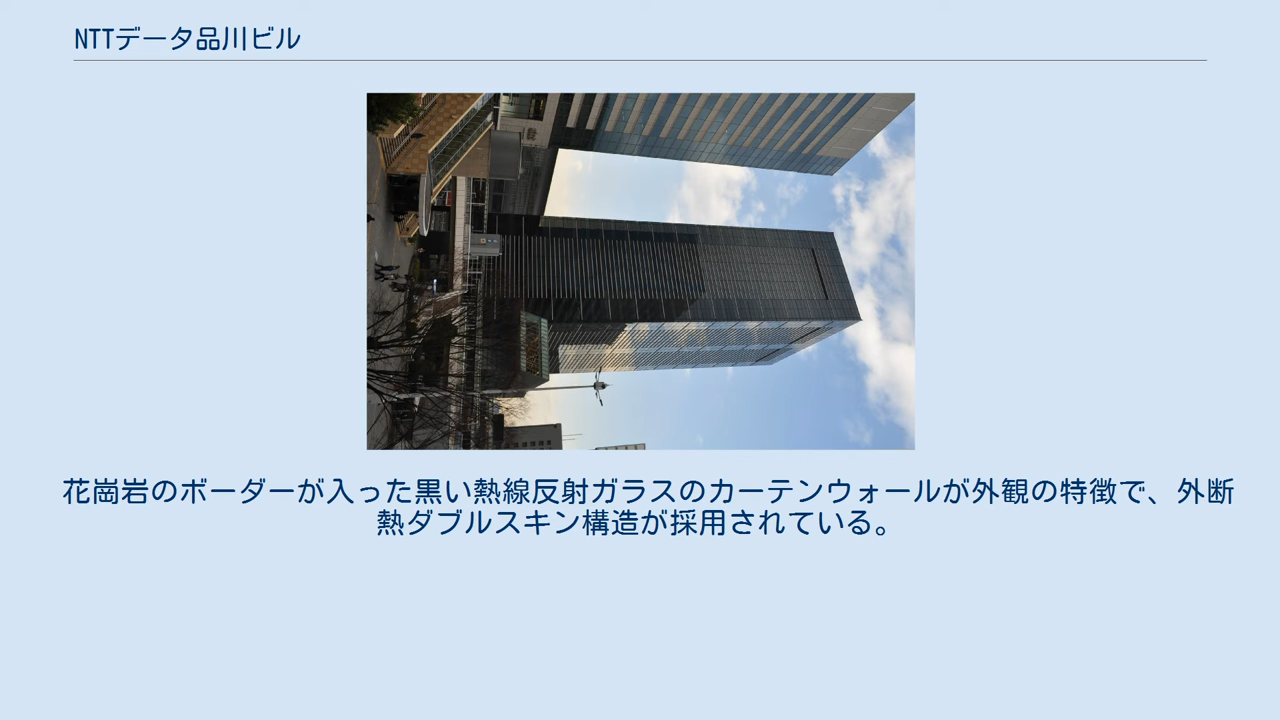 NTTデータ品川ビル
花崗岩のボーダーが入った黒い熱線反射ガラスのカーテンウォールが外観の特徴で、外断
熱ダブルスキン構造が採用されている。